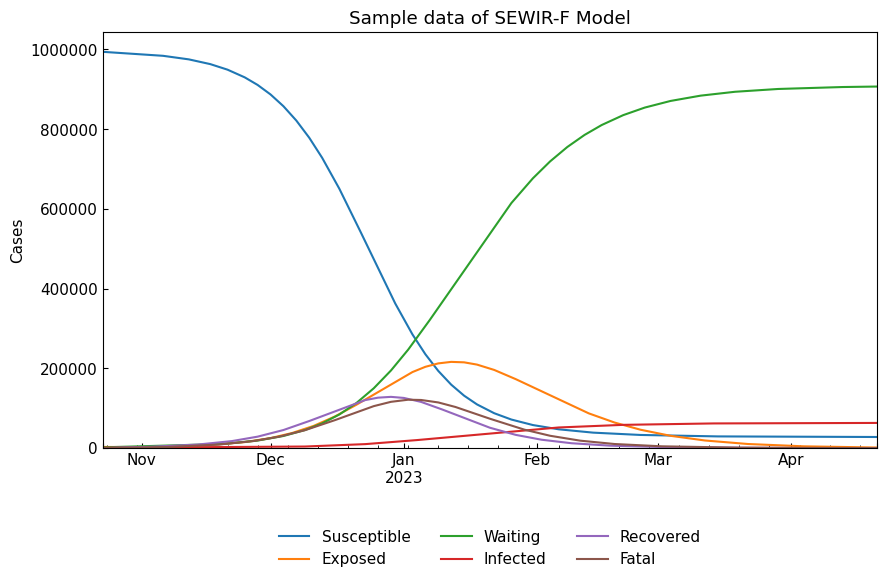 Sample data of SEWIR-F Model
Cases
1000000
800000
600000
400000
200000
0
Nov Dec Jan Feb Mar Apr
2023
Susceptible Waiting Recovered
Exposed Infected Fatal